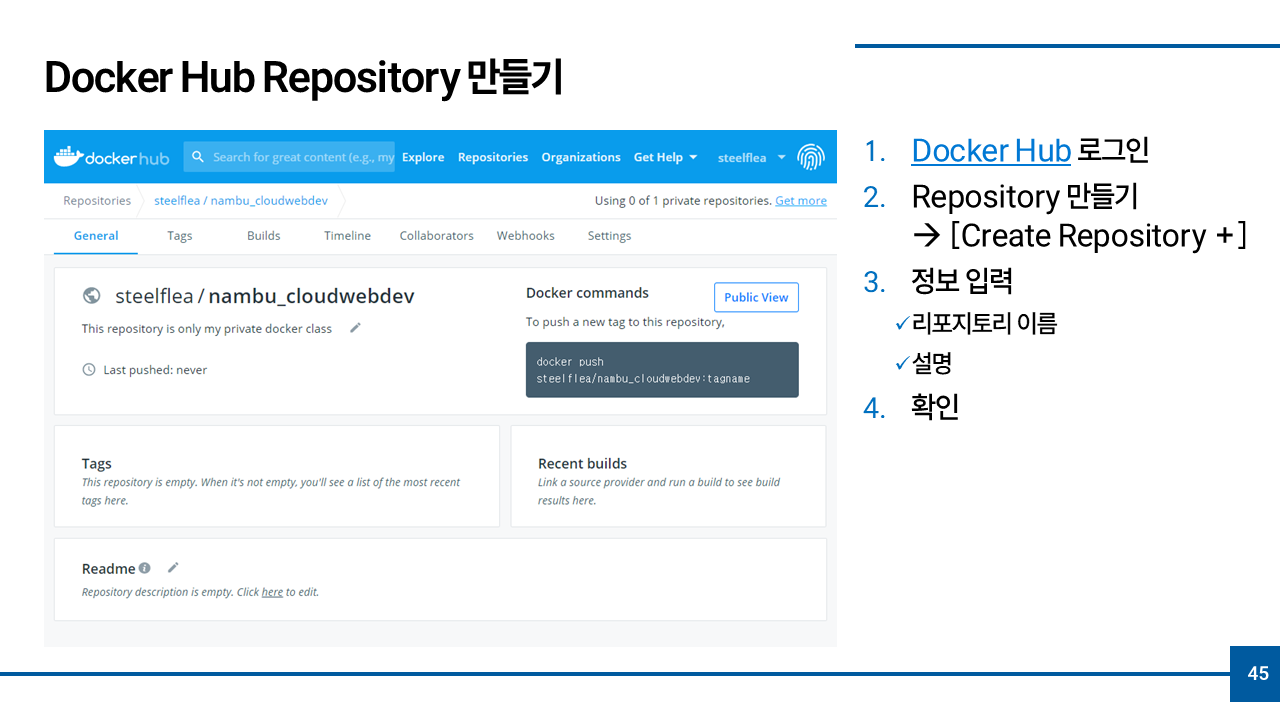 Docker Hub Repository 만들기
docker hub
Search for great content (e.g., my
Explore
Repositories
Organizations
Get Help
steelflea
Repositories
steelflea / nambu_cloudwebdev
Using 0 of 1 private repositories. Get more
General
Tags
Builds
Timeline
Collaborators
Webhooks
Settings
steelflea / nambu_cloudwebdev
This repository is only my private docker class
Last pushed: never
Docker commands
Public View
To push a new tag to this repository,
docker push
steelflea/nambu_cloudwebdev:tagname
Tags
This repository is empty. When it's not empty, you'll see a list of the most recent
tags here.
Recent builds
Link a source provider and run a build to see build
results here.
Readme
Repository description is empty. Click here to edit.
1. Docker Hub 로그인
2. Repository 만들기
→ [Create Repository +]
3. 정보 입력
✓리포지토리 이름
✓설명
4. 확인
45